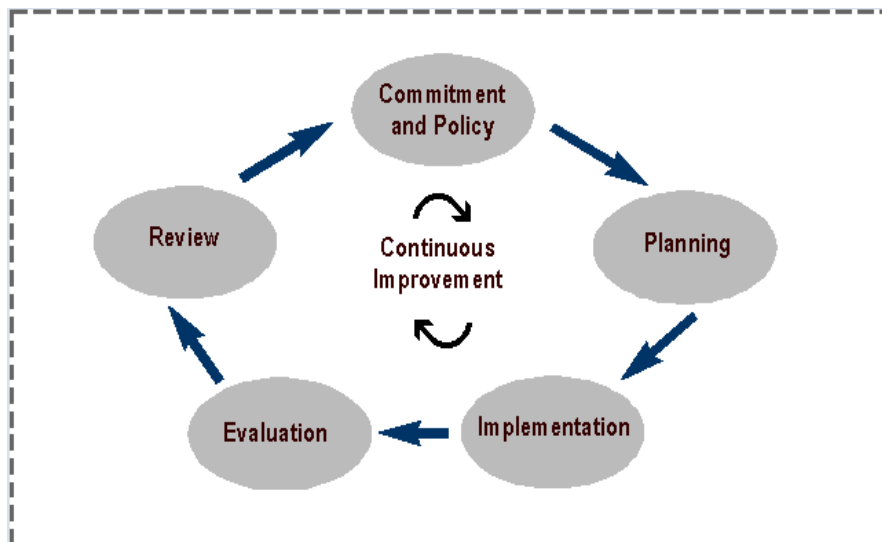 Commitment
and Policy
Review
Planning
Continuous
Improvement
Evaluation
Implementation